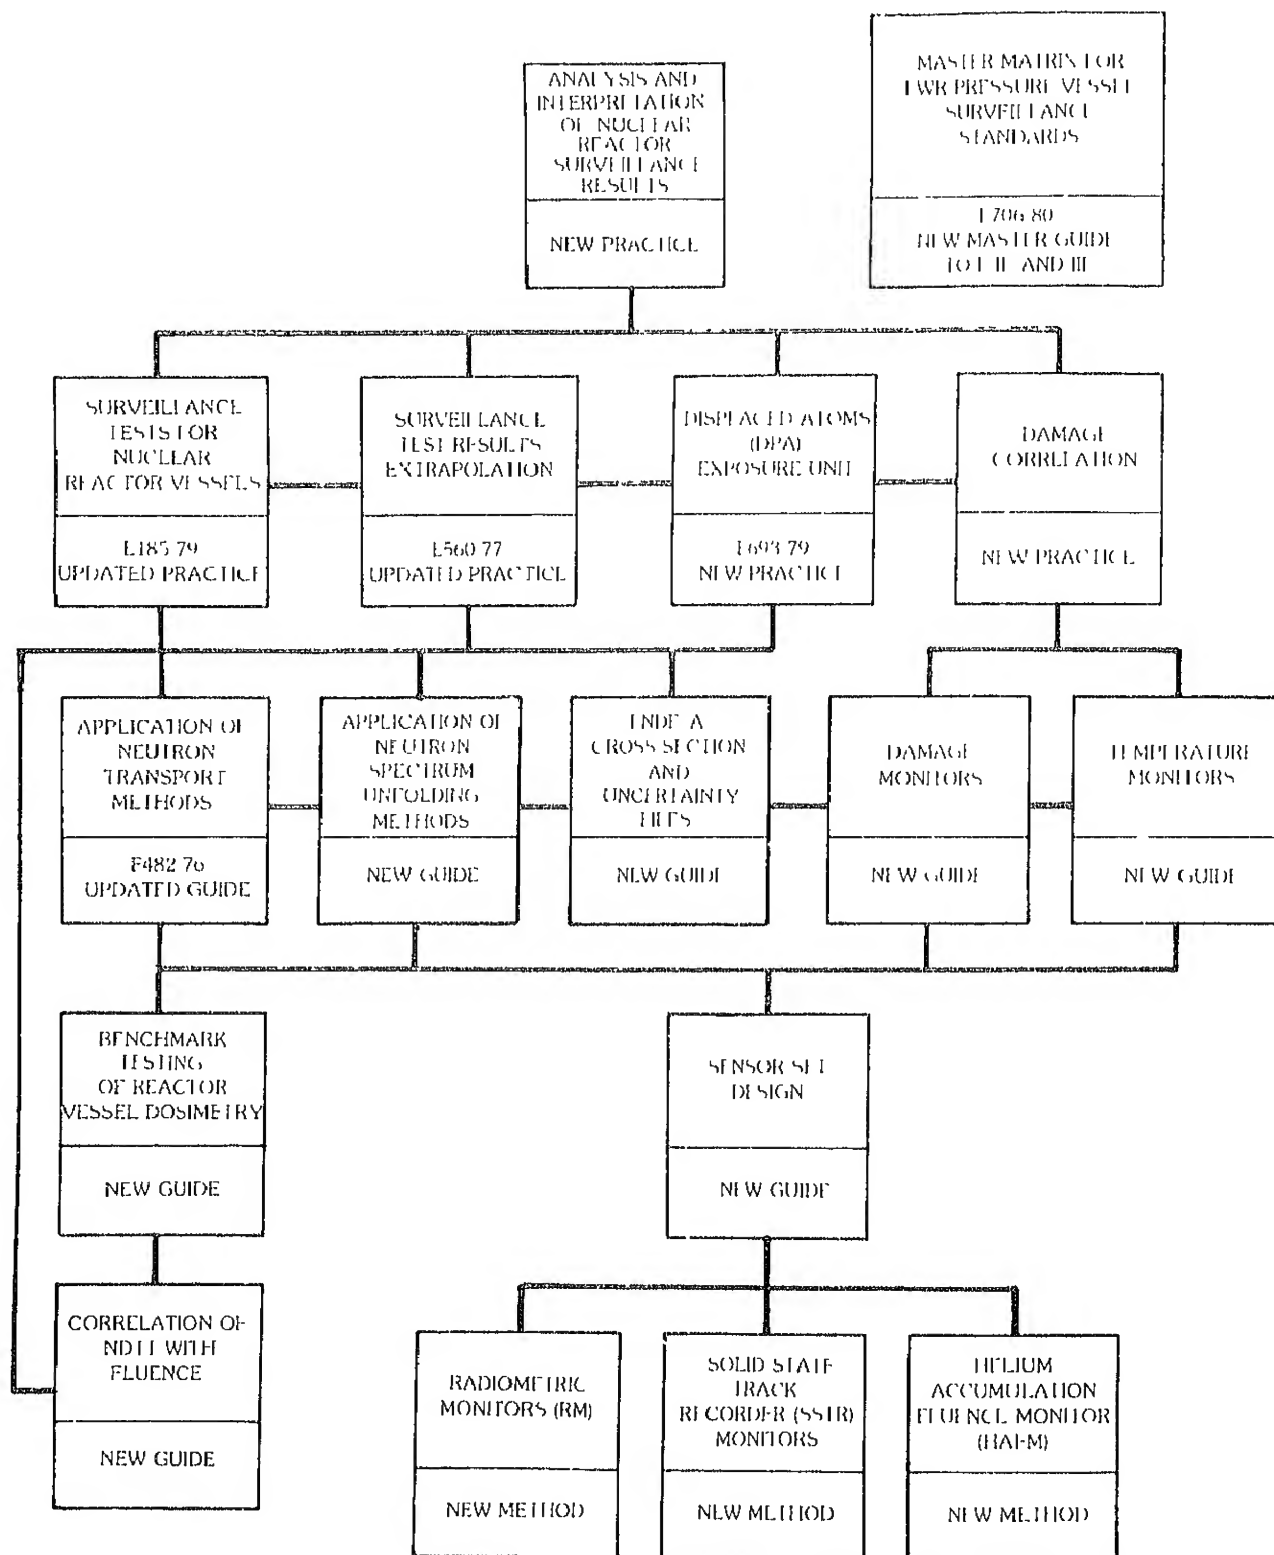 ANALYSIS AND
INTERPRETATION
OF NUCLEAR
REACTOR
SURVEILLANCE
RESULTS
NEW PRACTICE
MASTER MATRIX FOR
LWR PRESSURE VESSEL
SURVEILLANCE
STANDARDS
E706-80
NEW MASTER GUIDE
TO I II AND III
SURVEILLANCE
TESTS FOR
NUCLEAR
REACTOR VESSELS
E185-79
UPDATED PRACTICE
SURVEILLANCE
TEST RESULTS
EXTRAPOLATION
E560-77
UPDATED PRACTICE
DISPLACED ATOMS
(DPA)
EXPOSURE UNIT
E693-79
NEW PRACTICE
DAMAGE
CORRELATION
NEW PRACTICE
APPLICATION OF
NEUTRON
TRANSPORT
METHODS
E482-76
UPDATED GUIDE
APPLICATION OF
NEUTRON
SPECTRUM
UNFOLDING
METHODS
NEW GUIDE
ENDF A
CROSS SECTION
AND
UNCERTAINTY
FILES
NEW GUIDE
DAMAGE
MONITORS
NEW GUIDE
TEMPERATURE
MONITORS
NEW GUIDE
BENCHMARK
TESTING
OF REACTOR
VESSEL DOSIMETRY
NEW GUIDE
SENSOR SET
DESIGN
NEW GUIDE
CORRELATION OF
NDTT WITH
FLUENCE
NEW GUIDE
RADIOMETRIC
MONITORS (RM)
NEW METHOD
SOLID STATE
TRACK
RECORDER (SSTR)
MONITORS
NEW METHOD
HELIUM
ACCUMULATION
FLUENCE MONITOR
(HAFM)
NEW METHOD